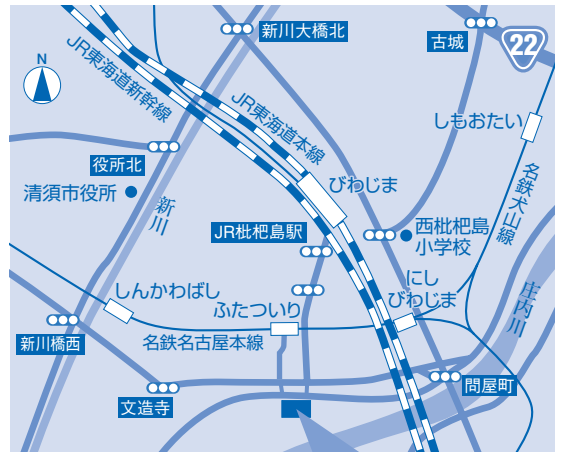 新川大橋北
古城
22
N
JR東海道新幹線
JR東海道本線
しもおたい
名鉄犬山線
役所北
びわじま
清須市役所
新川
JR枇杷島駅
西枇杷島
小学校
にし
びわじま
庄内川
しんかわばし
ふたついり
新川橋西
名鉄名古屋本線
問屋町
文造寺